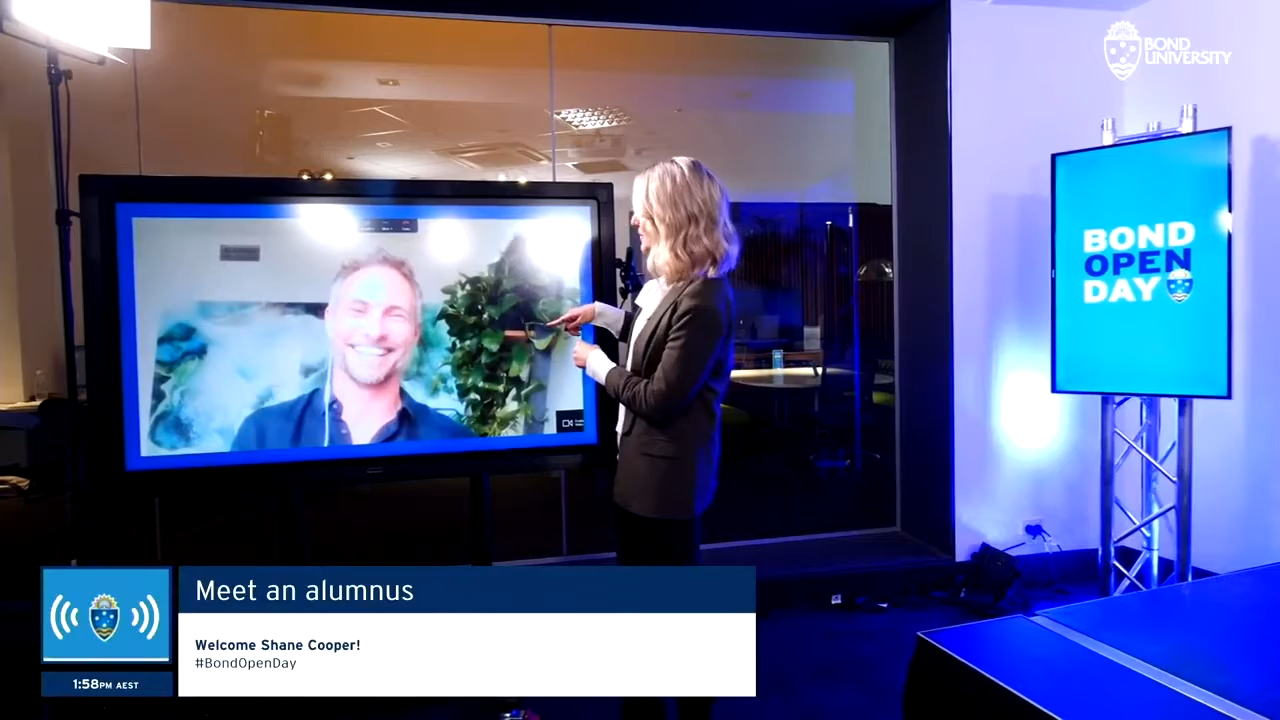 BOND
UNIVERSITY
BOND
OPEN
DAY
Meet an alumnus
Welcome Shane Cooper!
#BondOpenDay
1:58PM AEST